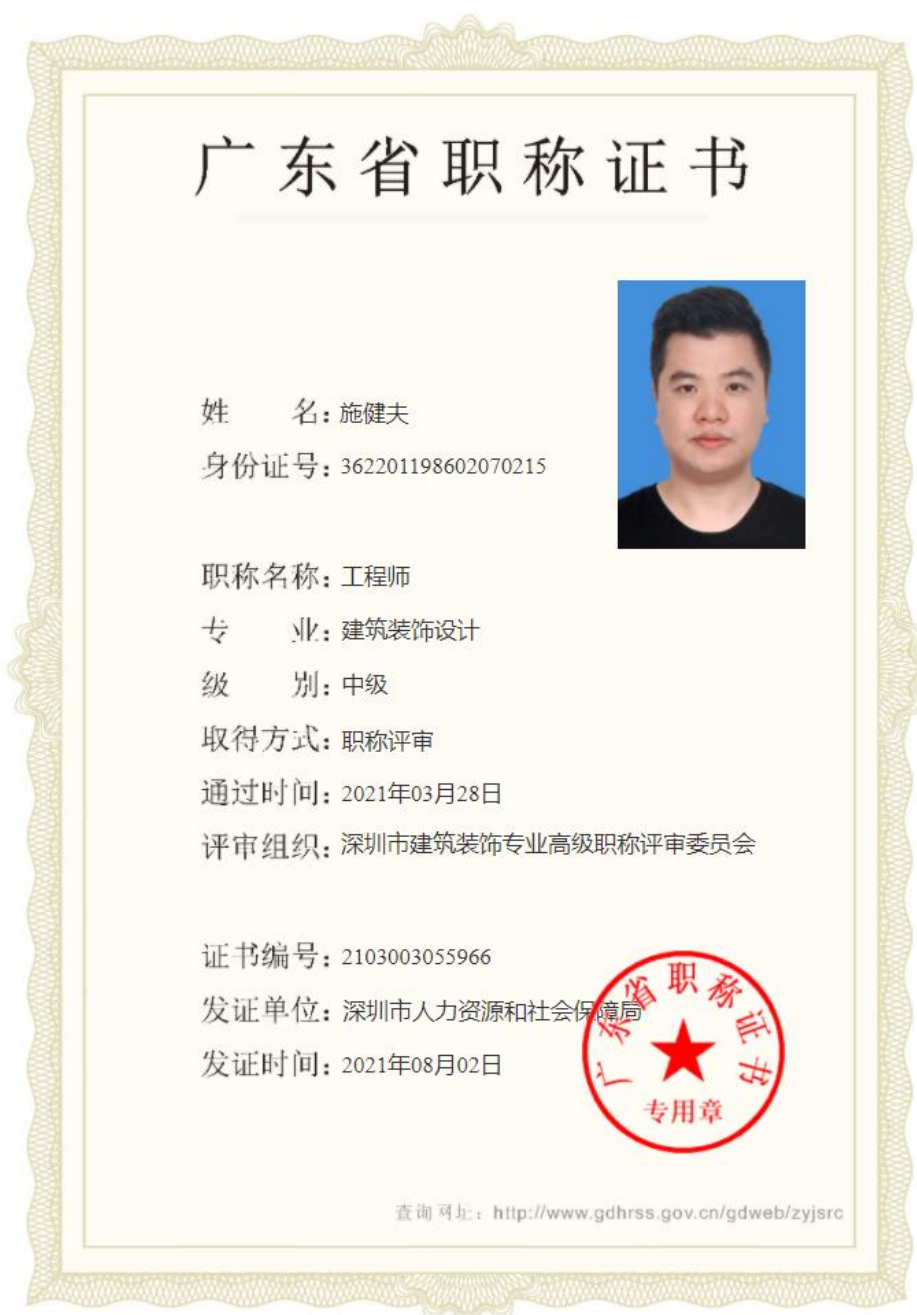 广东省职称证书
姓 名：施健夫
身份证号：362201198602070215
职称名称：工程师
专 业：建筑装饰设计
级 别：中级
取得方式：职称评审
通过时间：2021年03月28日
评审组织：深圳市建筑装饰专业高级职称评审委员会
证书编号：2103003055966
发证单位：深圳市人力资源和社会保障局
发证时间：2021年08月02日
广东省职称证书
专用章
查询网址：http://www.gdhrss.gov.cn/gdweb/zyjsrc